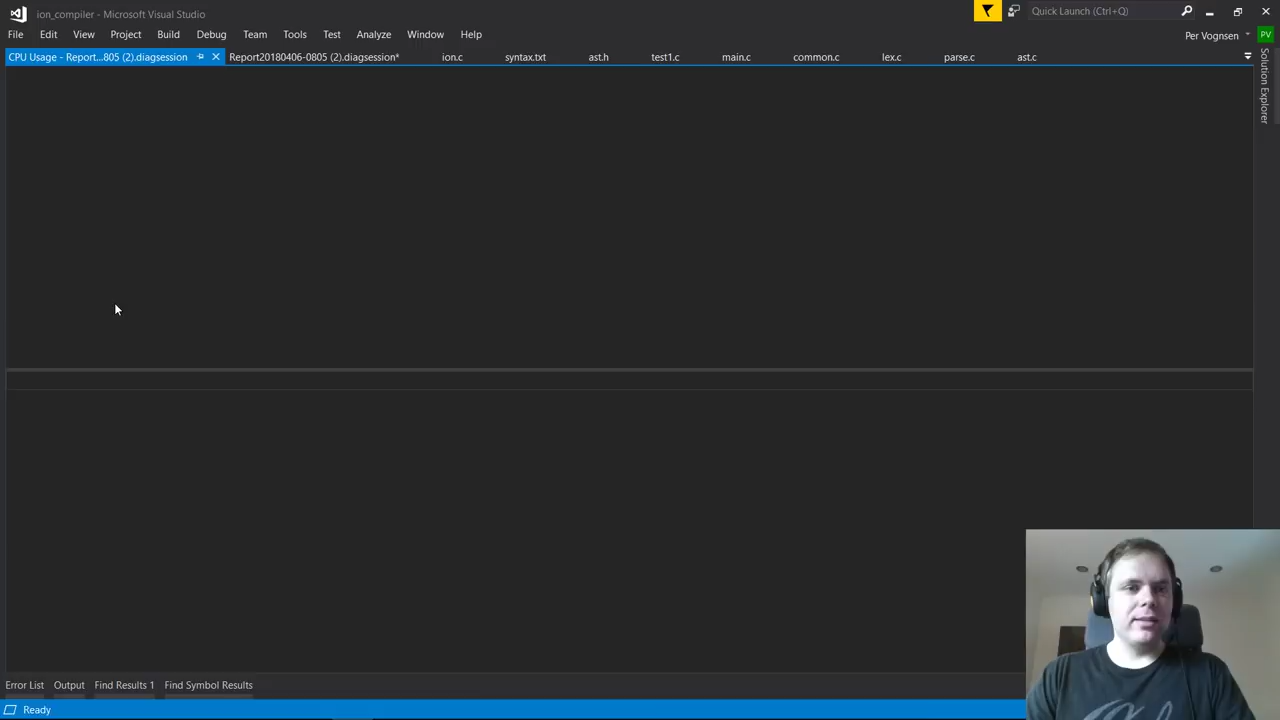 ion_compiler - Microsoft Visual Studio
Quick Launch (Ctrl+Q)
File Edit View Project Build Debug Team Tools Test Analyze Window Help
Per Vognsen
PV
CPU Usage - Report...805 (2).diagsession
Report20180406-0805 (2).diagsession*
ion.c
syntax.txt
ast.h
test1.c
main.c
common.c
lex.c
parse.c
ast.c
Solution Explorer
Error List Output Find Results 1 Find Symbol Results
Ready